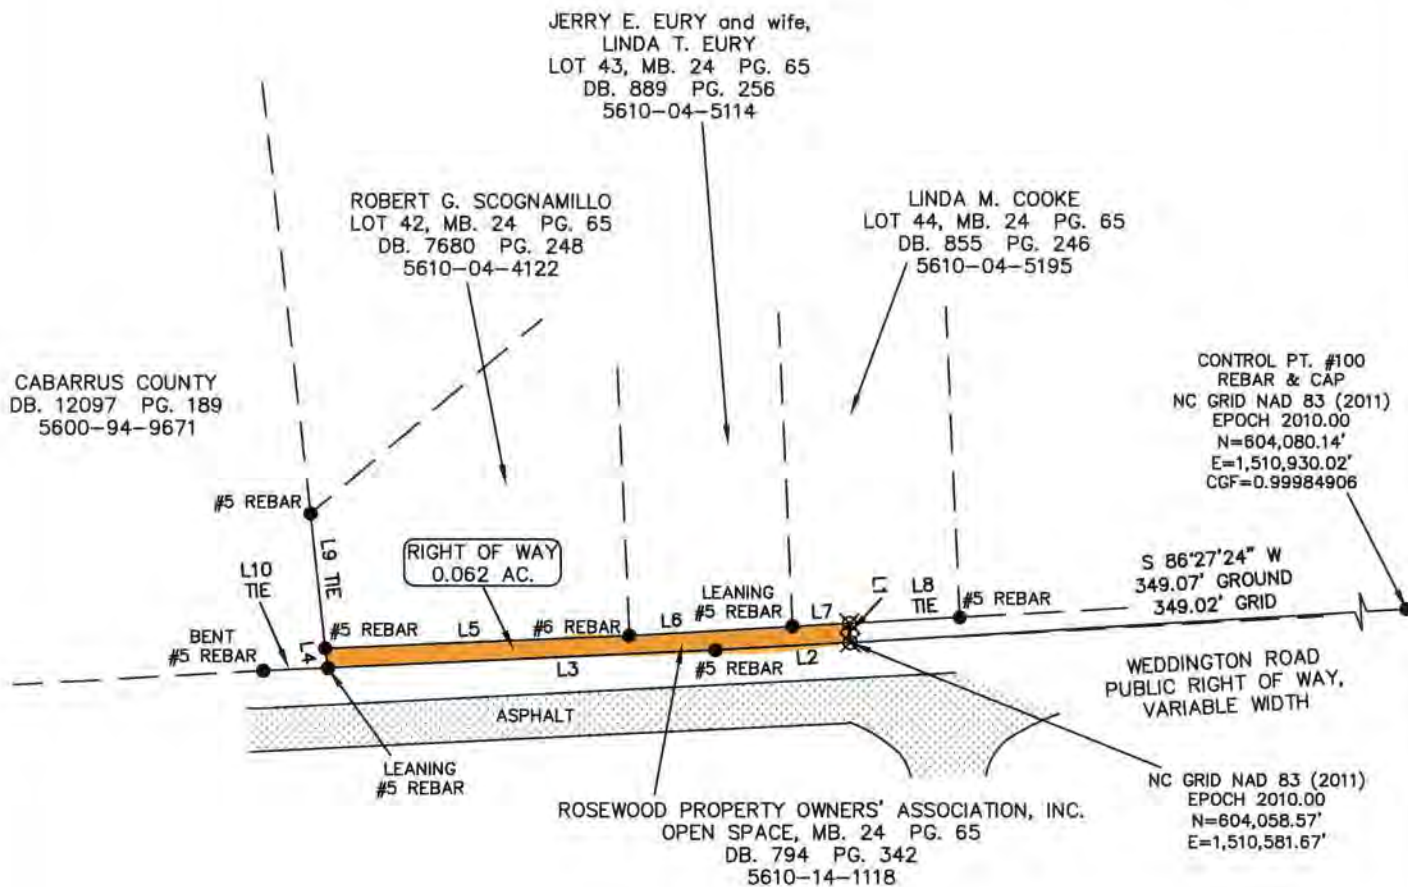 JERRY E. EURY and wife,
LINDA T. EURY
LOT 43, MB. 24 PG. 65
DB. 889 PG. 256
5610-04-5114
ROBERT G. SCOGNAMILLO
LOT 42, MB. 24 PG. 65
DB. 7680 PG. 248
5610-04-4122
LINDA M. COOKE
LOT 44, MB. 24 PG. 65
DB. 855 PG. 246
5610-04-5195
CONTROL PT. #100
REBAR & CAP
NC GRID NAD 83 (2011)
EPOCH 2010.00
N=604,080.14'
E=1,510,930.02'
CGF=0.99984906
CABARRUS COUNTY
DB. 12097 PG. 189
5600-94-9671
#5 REBAR
L9 TIE
RIGHT OF WAY
0.062 AC.
L10
TIE
BENT
#5 REBAR
L4
#5 REBAR
L5
#6 REBAR
L6
LEANING
#5 REBAR
L7
L1
L8
TIE
#5 REBAR
S 86°27'24" W
349.07' GROUND
349.02' GRID
L3
#5 REBAR
L2
WEDDINGTON ROAD
PUBLIC RIGHT OF WAY,
VARIABLE WIDTH
ASPHALT
LEANING
#5 REBAR
ROSEWOOD PROPERTY OWNERS' ASSOCIATION, INC.
OPEN SPACE, MB. 24 PG. 65
DB. 794 PG. 342
5610-14-1118
NC GRID NAD 83 (2011)
EPOCH 2010.00
N=604,058.57'
E=1,510,581.67'